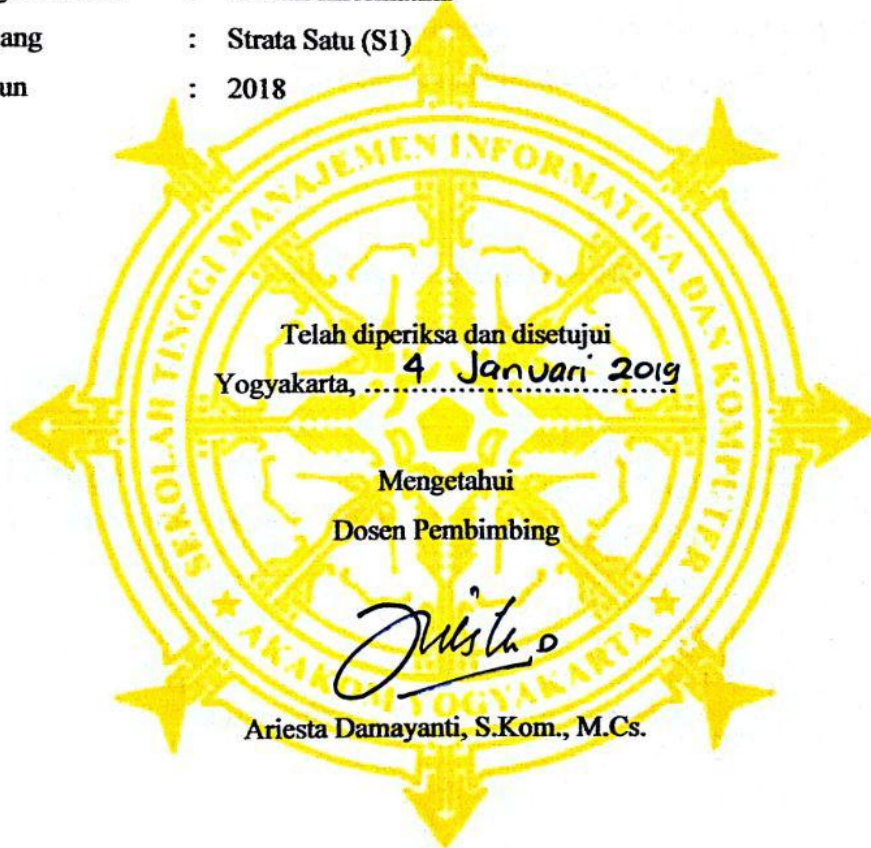 ang : Strata Satu (S1)
un : 2018
SEKOLAH TINGGI MANAJEMEN INFORMATIKA DAN KOMPUTER
Telah diperiksa dan disetujui
Yogyakarta, ........4 Januari 2019
Mengetahui
Dosen Pembimbing
Ariesta D
★ AKAKOM YOGYAKARTA ★
Ariesta Damayanti, S.Kom., M.Cs.